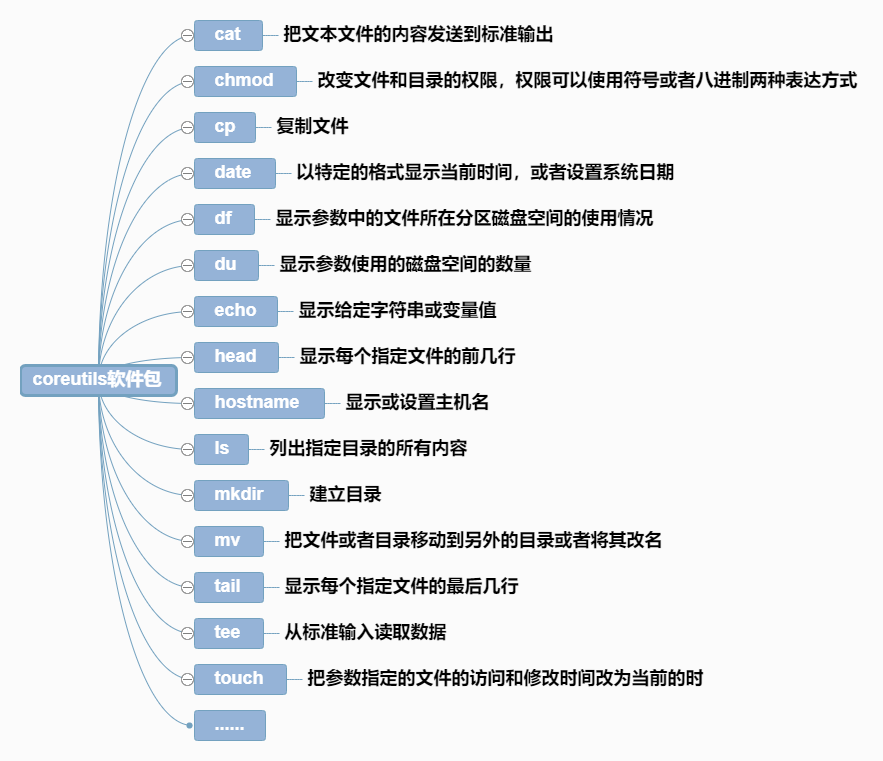 cat 把文本文件的内容发送到标准输出
chmod 改变文件和目录的权限，权限可以使用符号或者八进制两种表达方式
cp 复制文件
date 以特定的格式显示当前时间，或者设置系统日期
df 显示参数中的文件所在分区磁盘空间的使用情况
du 显示参数使用的磁盘空间的数量
echo 显示给定字符串或变量值
head 显示每个指定文件的前几行
coreutils软件包
hostname 显示或设置主机名
ls 列出指定目录的所有内容
mkdir 建立目录
mv 把文件或者目录移动到另外的目录或者将其改名
tail 显示每个指定文件的最后几行
tee 从标准输入读取数据
touch 把参数指定的文件的访问和修改时间改为当前的时
......